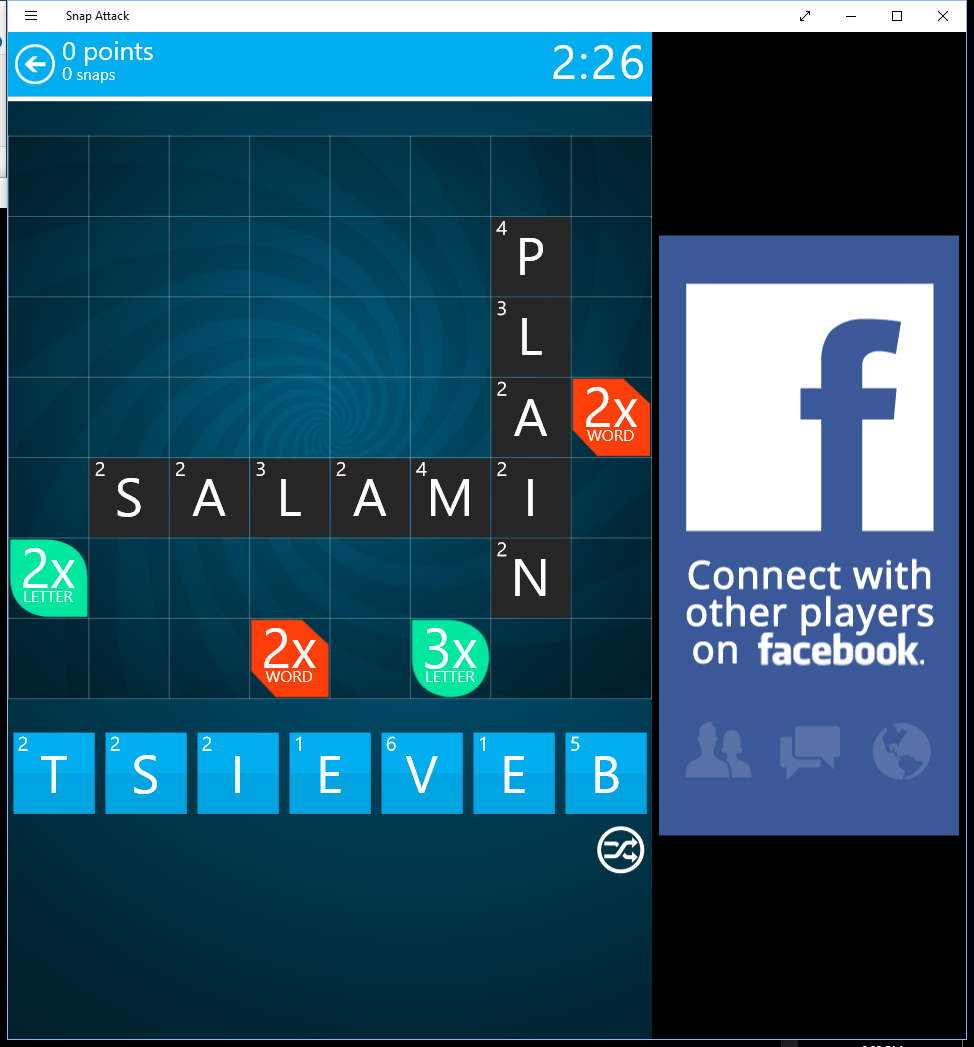 Snap Attack
0 points
0 snaps
2:26
4 P
3 L
2 A
2x
WORD
2 S 2 A 3 L 2 A 4 M 2 I
2x
LETTER
2 N
2x
WORD
3x
LETTER
2 T 2 S 2 I 1 E 6 V 1 E 5 B
f
Connect with
other players
on facebook.